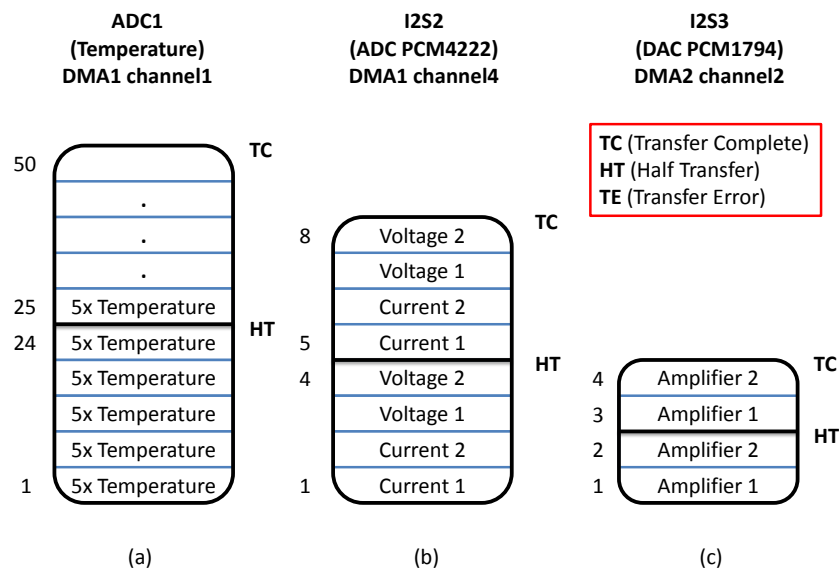 ADC1
(Temperature)
DMA1 channel1
I2S2
(ADC PCM4222)
DMA1 channel4
I2S3
(DAC PCM1794)
DMA2 channel2
TC (Transfer Complete)
HT (Half Transfer)
TE (Transfer Error)
TC
50
.
.
.
25 5x Temperature
HT
24 5x Temperature
5x Temperature
5x Temperature
5x Temperature
1 5x Temperature
(a)
TC
8 Voltage 2
Voltage 1
Current 2
5 Current 1
HT
4 Voltage 2
Voltage 1
Current 2
1 Current 1
(b)
TC
4 Amplifier 2
3 Amplifier 1
HT
2 Amplifier 2
1 Amplifier 1
(c)